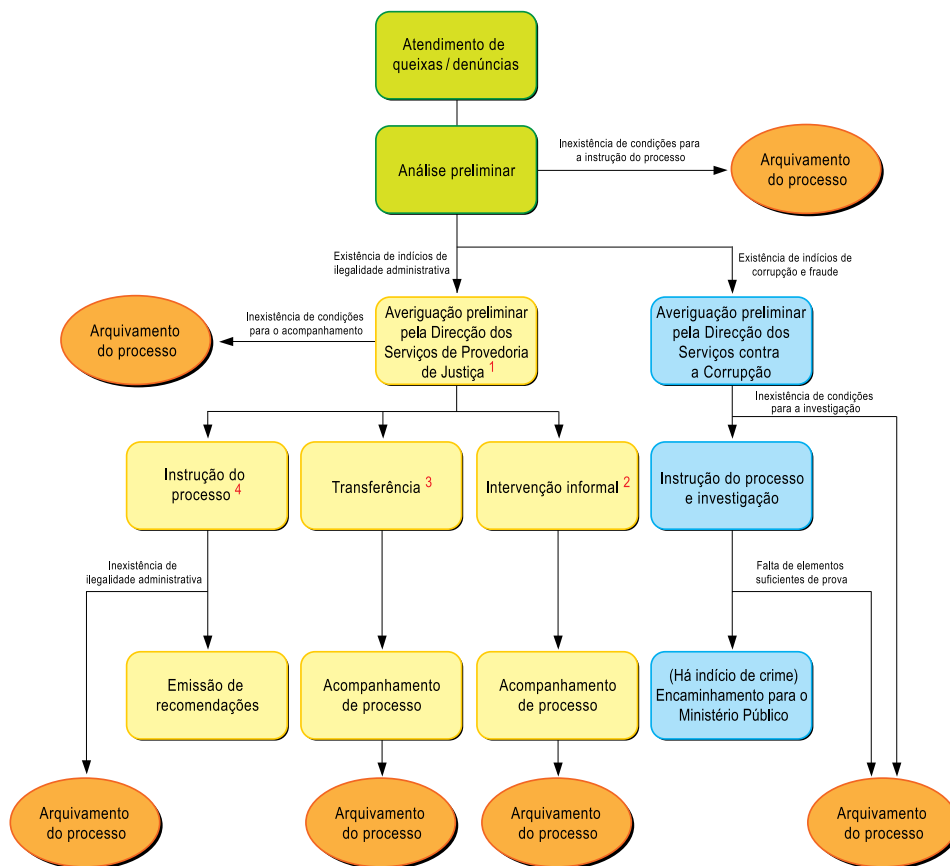 Atendimento de
queixas / denúncias
Análise preliminar
Inexistência de condições para
a instrução do processo
Arquivamento
do processo
Existência de indícios de
ilegalidade administrativa
Existência de indícios de
corrupção e fraude
Arquivamento
do processo
Inexistência de condições
para o acompanhamento
Averiguação preliminar
pela Direcção dos
Serviços de Provedoria
de Justiça 1
Averiguação preliminar
pela Direcção dos
Serviços contra
a Corrupção
Inexistência de condições
para a investigação
Instrução do
processo 4
Transferência 3
Intervenção informal 2
Instrução do processo
e investigação
Inexistência de
ilegalidade administrativa
Falta de elementos
suficientes de prova
Emissão de
recomendações
Acompanhamento
de processo
Acompanhamento
de processo
(Há indício de crime)
Encaminhamento para o
Ministério Público
Arquivamento
do processo
Arquivamento
do processo
Arquivamento
do processo
Arquivamento
do processo